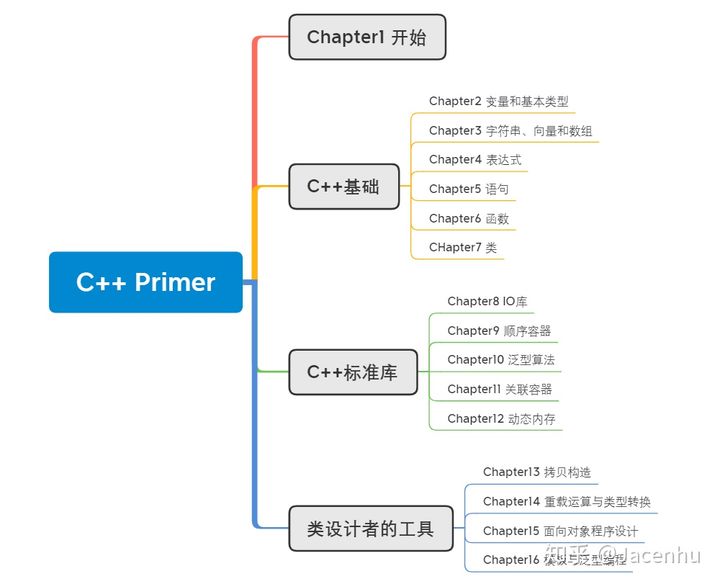 Chapter1 开始
Chapter2 变量和基本类型
Chapter3 字符串、向量和数组
Chapter4 表达式
C++基础
Chapter5 语句
Chapter6 函数
CHapter7 类
C++ Primer
Chapter8 IO库
Chapter9 顺序容器
Chapter10 泛型算法
C++标准库
Chapter11 关联容器
Chapter12 动态内存
Chapter13 拷贝构造
Chapter14 重载运算与类型转换
类设计者的工具
Chapter15 面向对象程序设计
Chapter16 模板与泛型编程
知乎 @Jacenhu